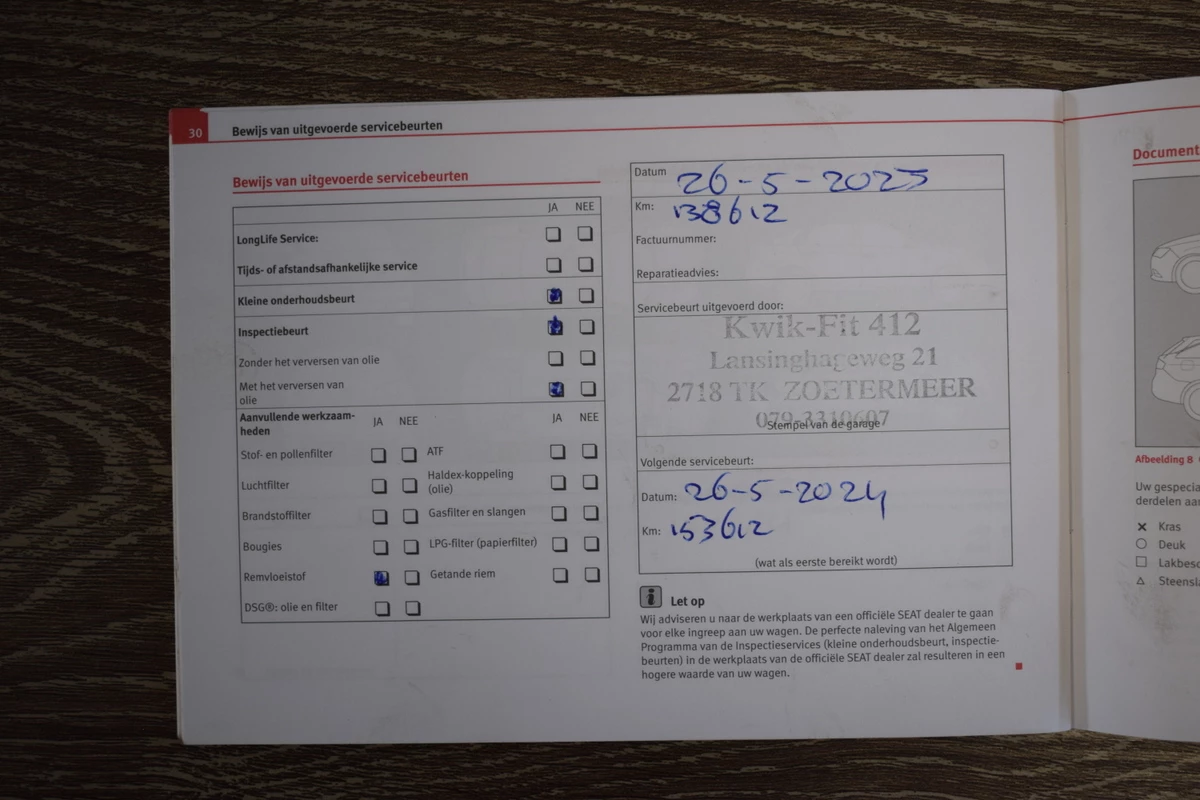 30 Bewijs van uitgevoerde servicebeurten
Bewijs van uitgevoerde servicebeurten
JA NEE
LongLife Service:
Tijds- of afstandsafhankelijke service
Kleine onderhoudsbeurt
Inspectiebeurt
Zonder het verversen van olie
Met het verversen van
olie
Aanvullende werkzaam-
heden
JA NEE JA NEE
Stof- en pollenfilter ATF
Luchtfilter Haldex-koppeling
(olie)
Brandstoffilter Gasfilter en slangen
Bougies LPG-filter (papierfilter)
Remvloeistof Getande riem
DSG®: olie en filter
Datum 26-5-2023
Km: 138612
Factuurnummer:
Reparatieadvies:
Servicebeurt uitgevoerd door:
Kwik-Fit 412
Lansinghageweg 21
2718 TK ZOETERMEER
079-3310607
Stempel van de garage
Volgende servicebeurt:
Datum: 26-5-2024
Km: 153612
(wat als eerste bereikt wordt)
i Let op
Wij adviseren u naar de werkplaats van een officiële SEAT dealer te gaan
voor elke ingreep aan uw wagen. De perfecte naleving van het Algemeen
Programma van de Inspectieservices (kleine onderhoudsbeurt, inspectie-
beurten) in de werkplaats van de officiële SEAT dealer zal resulteren in een
hogere waarde van uw wagen.
Document
Afbeelding 8
Uw gespecia
derdelen aa
Kras
Deuk
Lakbesc
Steensl